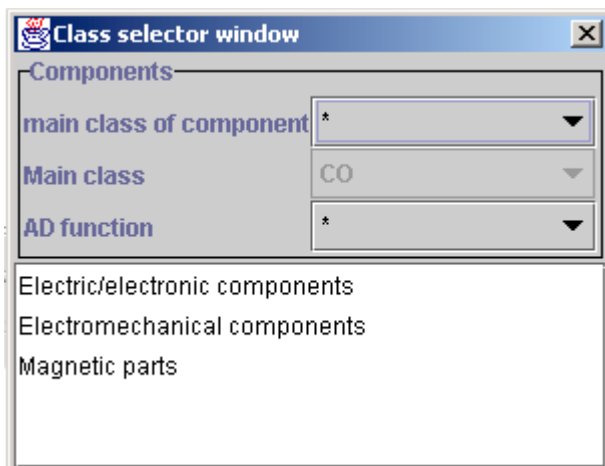 Class selector window
Components
main class of component *
Main class CO
AD function *
Electric/electronic components
Electromechanical components
Magnetic parts